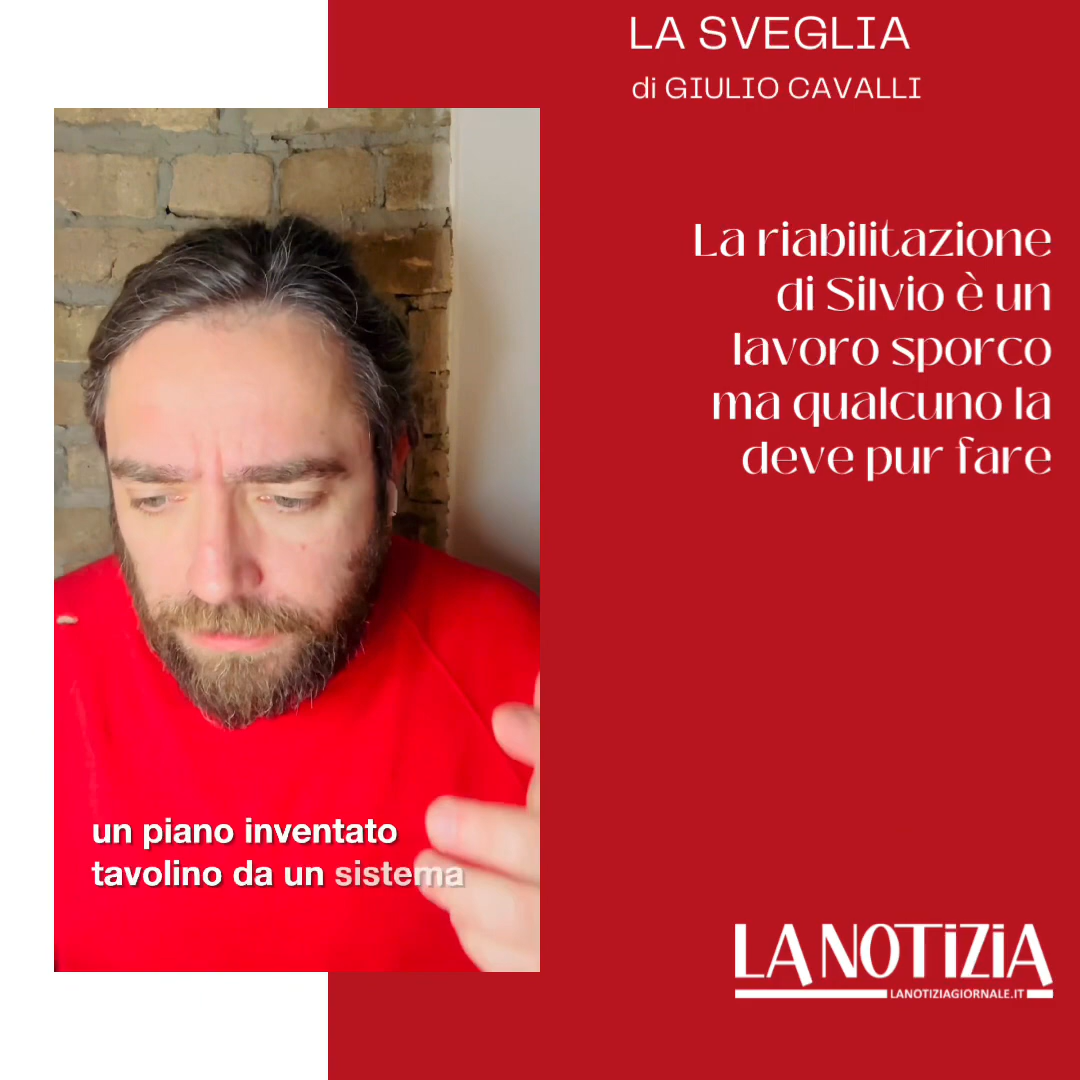 LA SVEGLIA
di GIULIO CAVALLI
La riabilitazione
di Silvio è un
lavoro sporco
ma qualcuno la
deve pur fare
un piano inventato
tavolino da un sistema
LA NOTIZIA
LANOTIZIAGIORNALE.IT